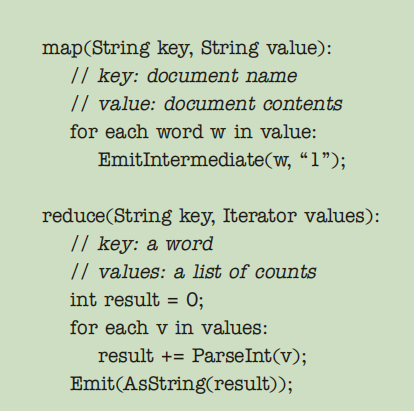 map(String key, String value):
// key: document name
// value: document contents
for each word w in value:
EmitIntermediate(w, “1”);
reduce(String key, Iterator values):
// key: a word
// values: a list of counts
int result = 0;
for each v in values:
result += ParseInt(v);
Emit(AsString(result));